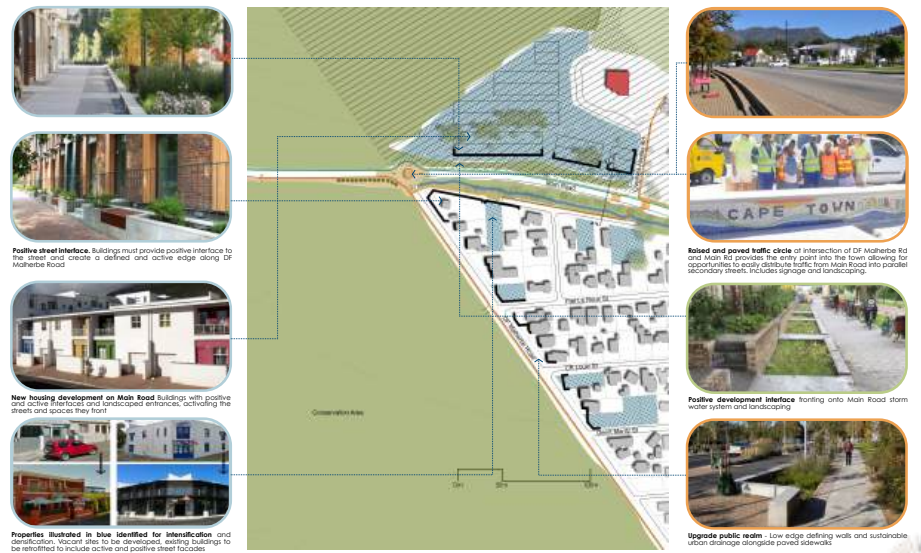 Positive street interface. Buildings must provide positive interface to
the street and create a defined and active edge along DF
Malherbe Road
New housing development on Main Road Buildings with positive
and active interfaces and landscaped entrances, activating the
streets and spaces they front
Properties illustrated in blue identified for intensification and
densification. Vacant sites to be developed, existing buildings to
be retrofitted to include active and positive street facades
Main Road
Conservation Area
CAPE TOWN
Raised and paved traffic circle at intersection of DF Malherbe Rd
and Main Rd provides the entry point into the town allowing for
opportunities to easily distribute traffic from Main Road into parallel
secondary streets. Includes signage and landscaping.
Positive development interface fronting onto Main Road storm
water system and landscaping
Upgrade public realm - Low edge defining walls and sustainable
urban drainage alongside paved sidewalks